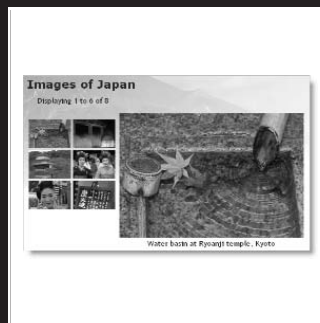 Images of Japan
Displaying 1 to 6 of 8
Water basin at Ryoanji temple, Kyoto